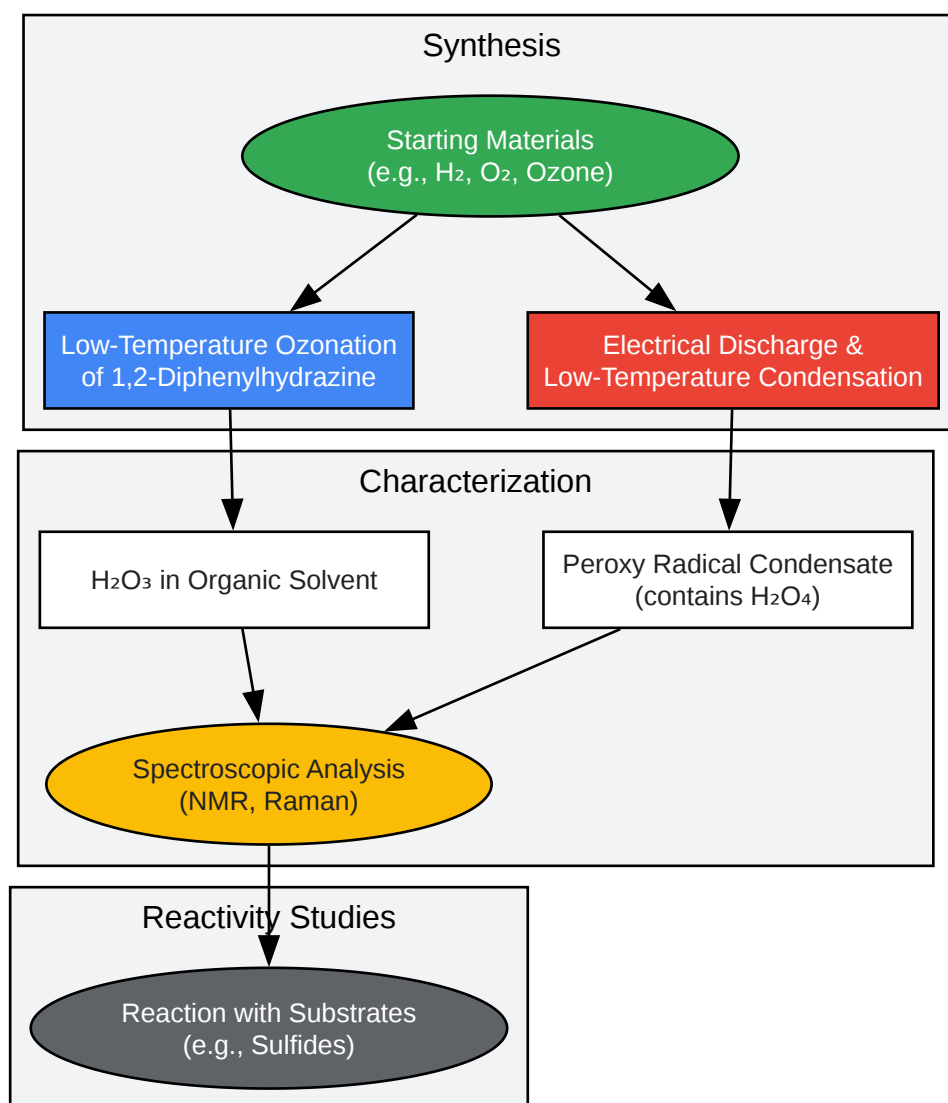 Synthesis
Starting Materials
(e.g., H₂, O₂, Ozone)
Low-Temperature Ozonation
of 1,2-Diphenylhydrazine
Electrical Discharge &
Low-Temperature Condensation
Characterization
H₂O₃ in Organic Solvent
Peroxy Radical Condensate
(contains H₂O₄)
Spectroscopic Analysis
(NMR, Raman)
Reactivity Studies
Reaction with Substrates
(e.g., Sulfides)